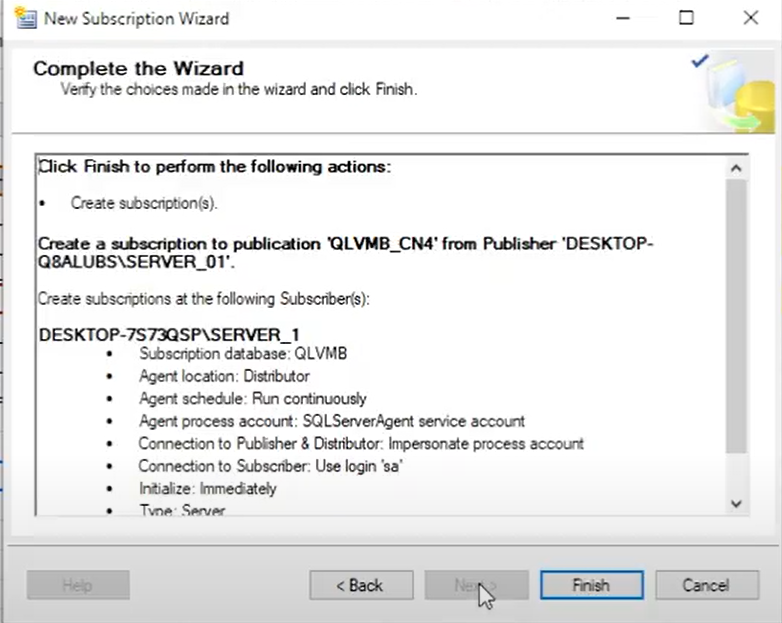 New Subscription Wizard
Complete the Wizard
Verify the choices made in the wizard and click Finish.
Click Finish to perform the following actions:
• Create subscription(s).
Create a subscription to publication 'QLVMB_CN4' from Publisher 'DESKTOP-
Q8ALUBS\SERVER_01'.
Create subscriptions at the following Subscriber(s):
DESKTOP-7S73QSP\SERVER_1
• Subscription database: QLVMB
• Agent location: Distributor
• Agent schedule: Run continuously
• Agent process account: SQLServerAgent service account
• Connection to Publisher & Distributor: Impersonate process account
• Connection to Subscriber: Use login 'sa'
• Initialize: Immediately
• Type: Server
Help
< Back
Next >
Finish
Cancel